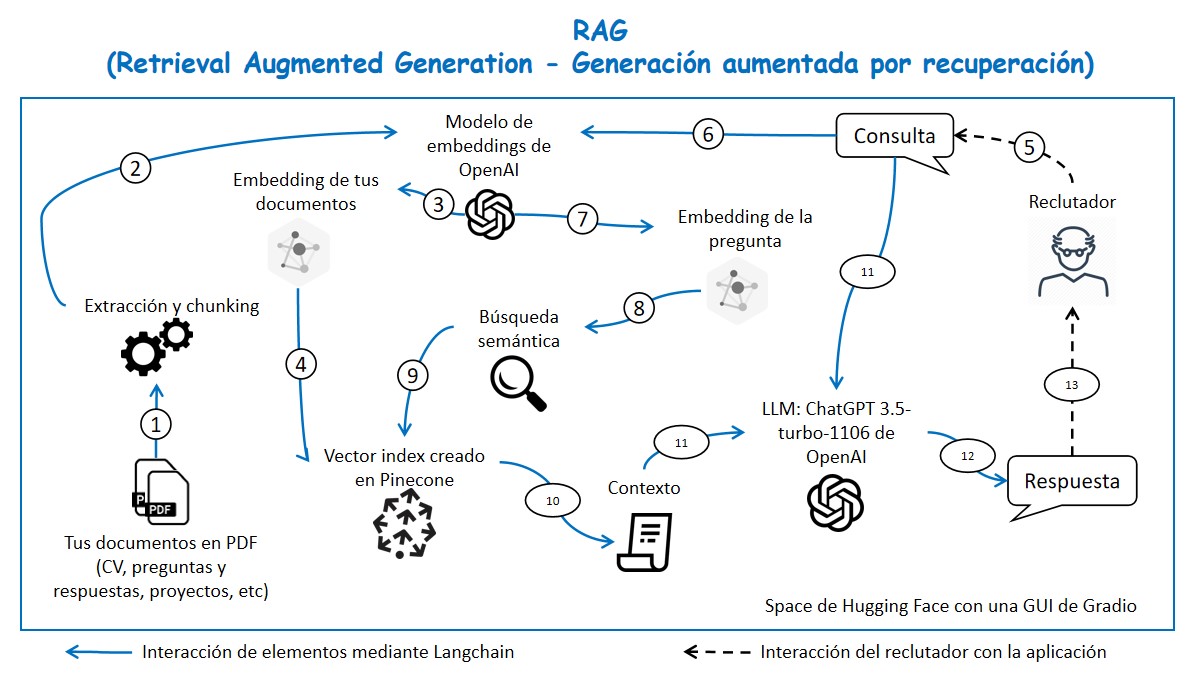 RAG
(Retrieval Augmented Generation - Generación aumentada por recuperación)
Modelo de
embeddings de
OpenAI
6
Consulta
5
2
Embedding de tus
documentos
3
7
Embedding de la
pregunta
Reclutador
11
Extracción y chunking
8
Búsqueda
semántica
4
9
13
1
LLM: ChatGPT 3.5-
turbo-1106 de
OpenAI
11
12
Vector index creado
en Pinecone
10
Contexto
Respuesta
P
PDF
Tus documentos en PDF
(CV, preguntas y
respuestas, proyectos, etc)
Space de Hugging Face con una GUI de Gradio
Interacción de elementos mediante Langchain
Interacción del reclutador con la aplicación